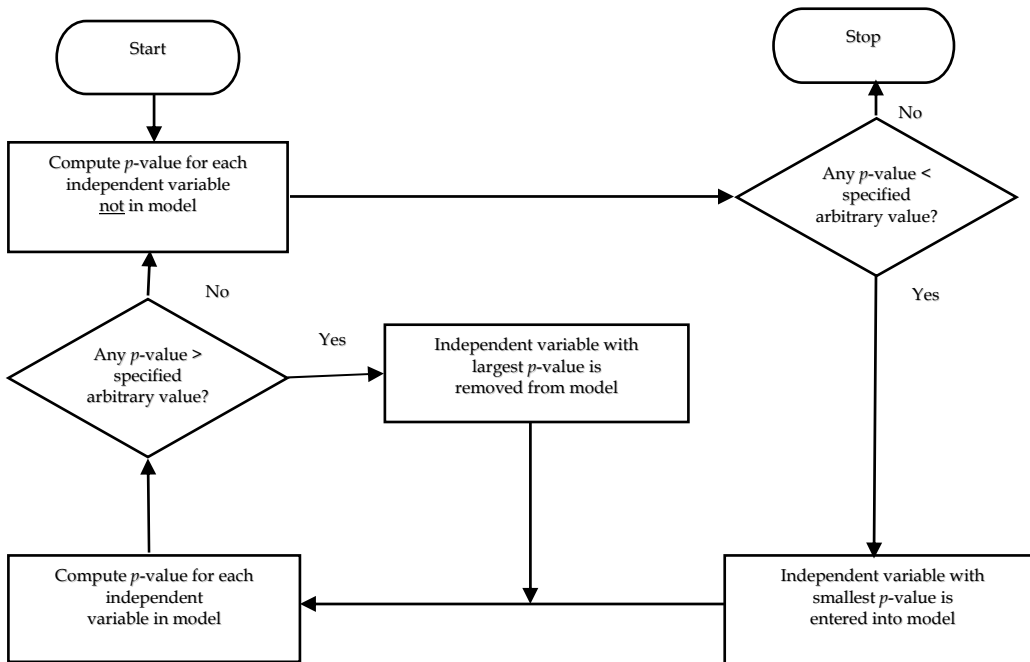 Start
Stop
No
Compute p-value for each
independent variable
not in model
Any p-value <
specified
arbitrary value?
No
Yes
Yes
Any p-value >
specified
arbitrary value?
Independent variable with
largest p-value is
removed from model
Compute p-value for each
independent
variable in model
Independent variable with
smallest p-value is
entered into model